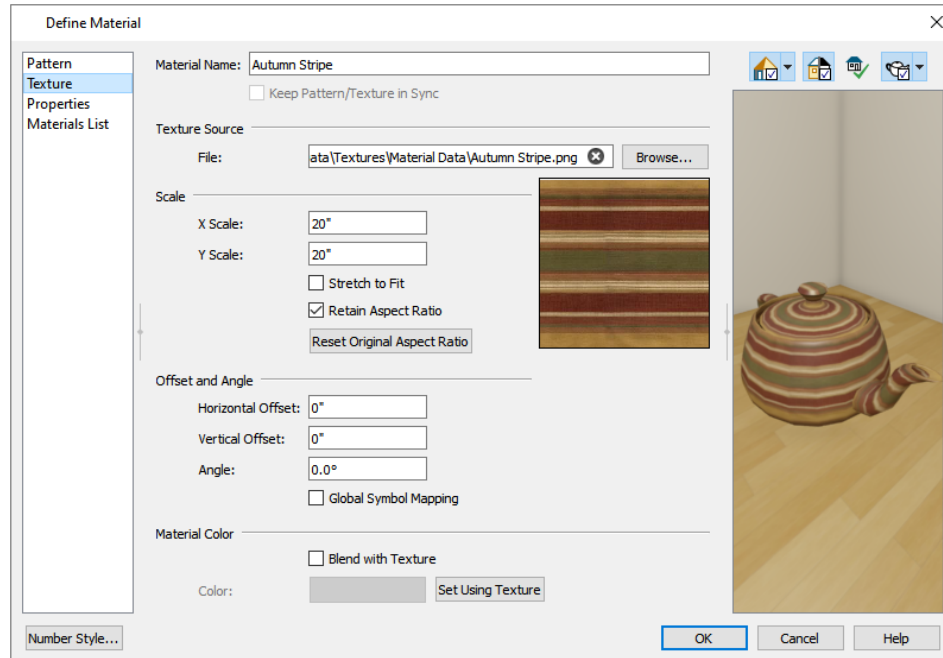 Define Material
Pattern
Texture
Properties
Materials List
Material Name: Autumn Stripe
Keep Pattern/Texture in Sync
Texture Source
File: ata\Textures\Material Data\Autumn Stripe.png Browse...
Scale
X Scale: 20"
Y Scale: 20"
Stretch to Fit
Retain Aspect Ratio
Reset Original Aspect Ratio
Offset and Angle
Horizontal Offset: 0"
Vertical Offset: 0"
Angle: 0.0°
Global Symbol Mapping
Material Color
Blend with Texture
Color: Set Using Texture
Number Style... OK Cancel Help